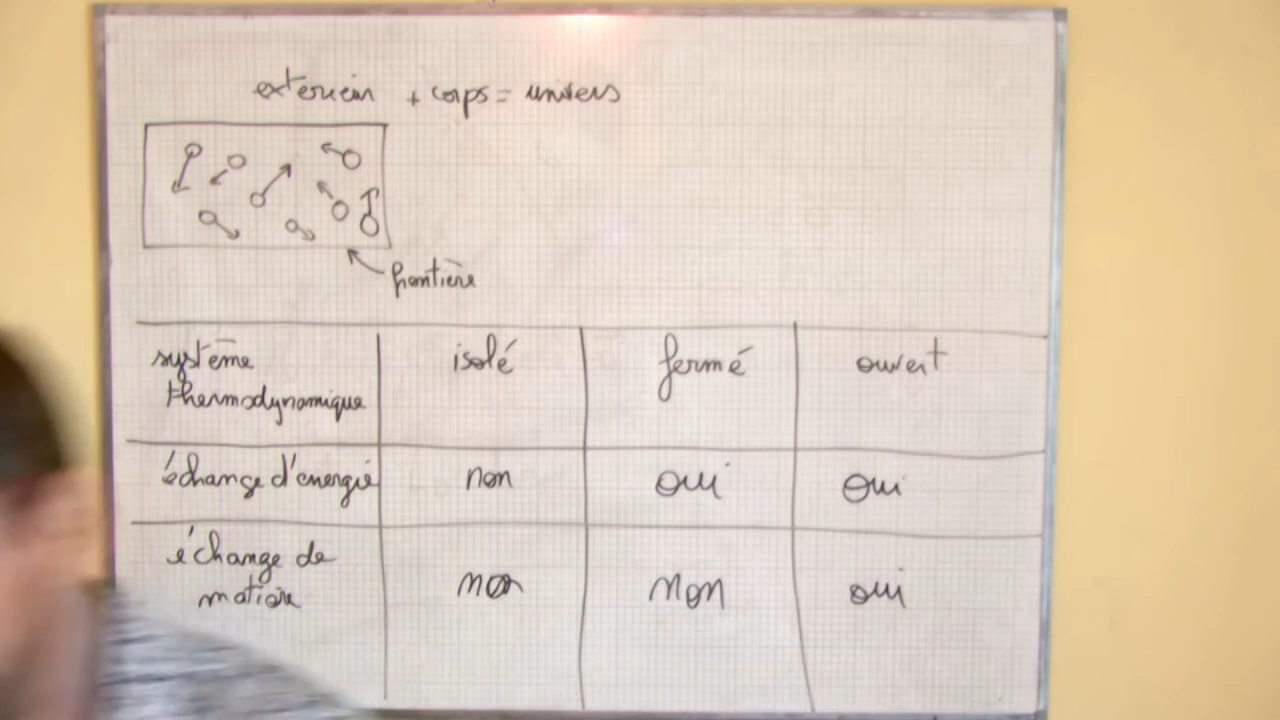 exterieur + corps = univers
frontière
système thermodynamique isolé fermé ouvert
échange d'énergie non oui oui
échange de matière non non oui